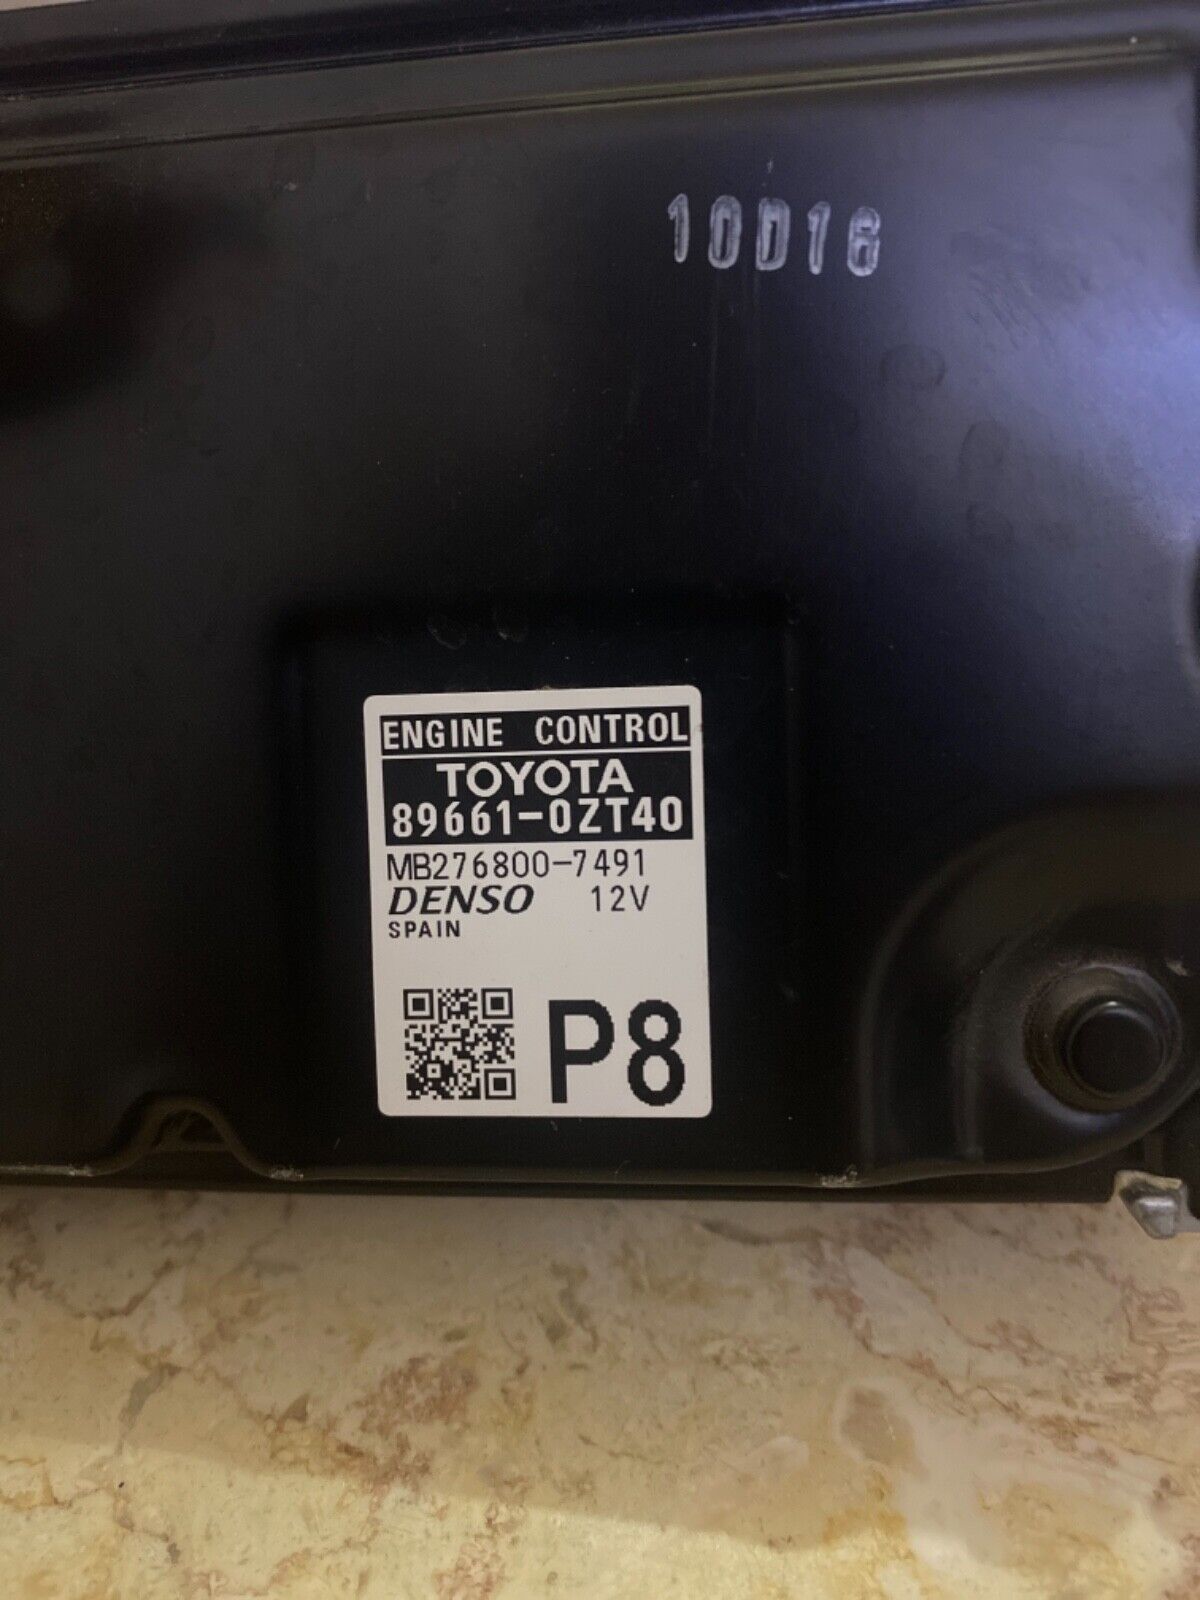 10D16
ENGINE CONTROL
TOYOTA
89661-0ZT40
MB276800-7491
DENSO 12V
SPAIN
P8